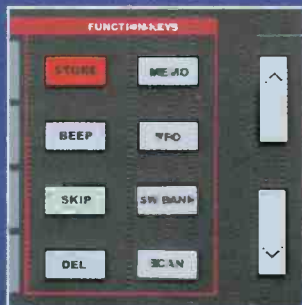 FUNCTION-KEYS
STORE MEMO
BEEP VFO
SKIP SW BANK
DEL SCAN